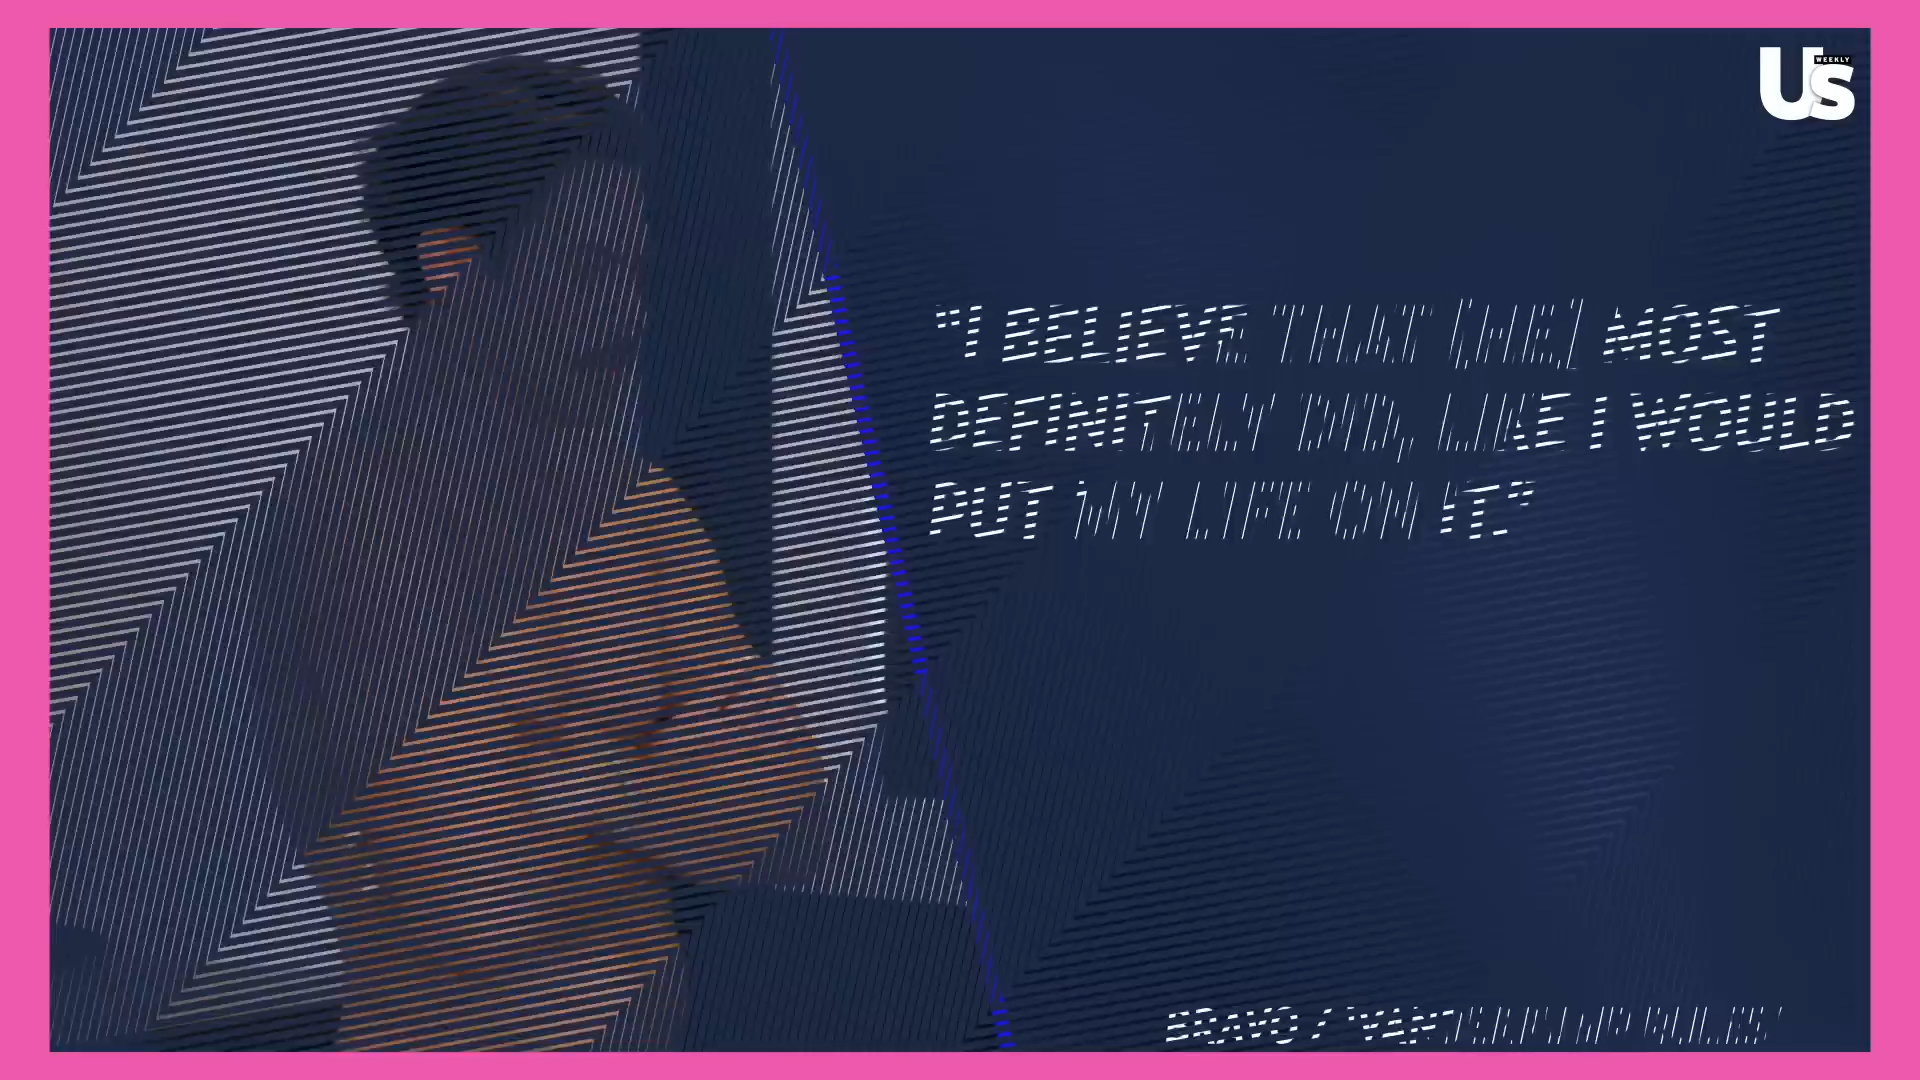 Us
WEEKLY
"I BELIEVE THAT [HE] MOST
DEFINITELY DID, LIKE I WOULD
PUT MY LIFE ON IT."
BRAVO / 'VANDERPUMP RULES'